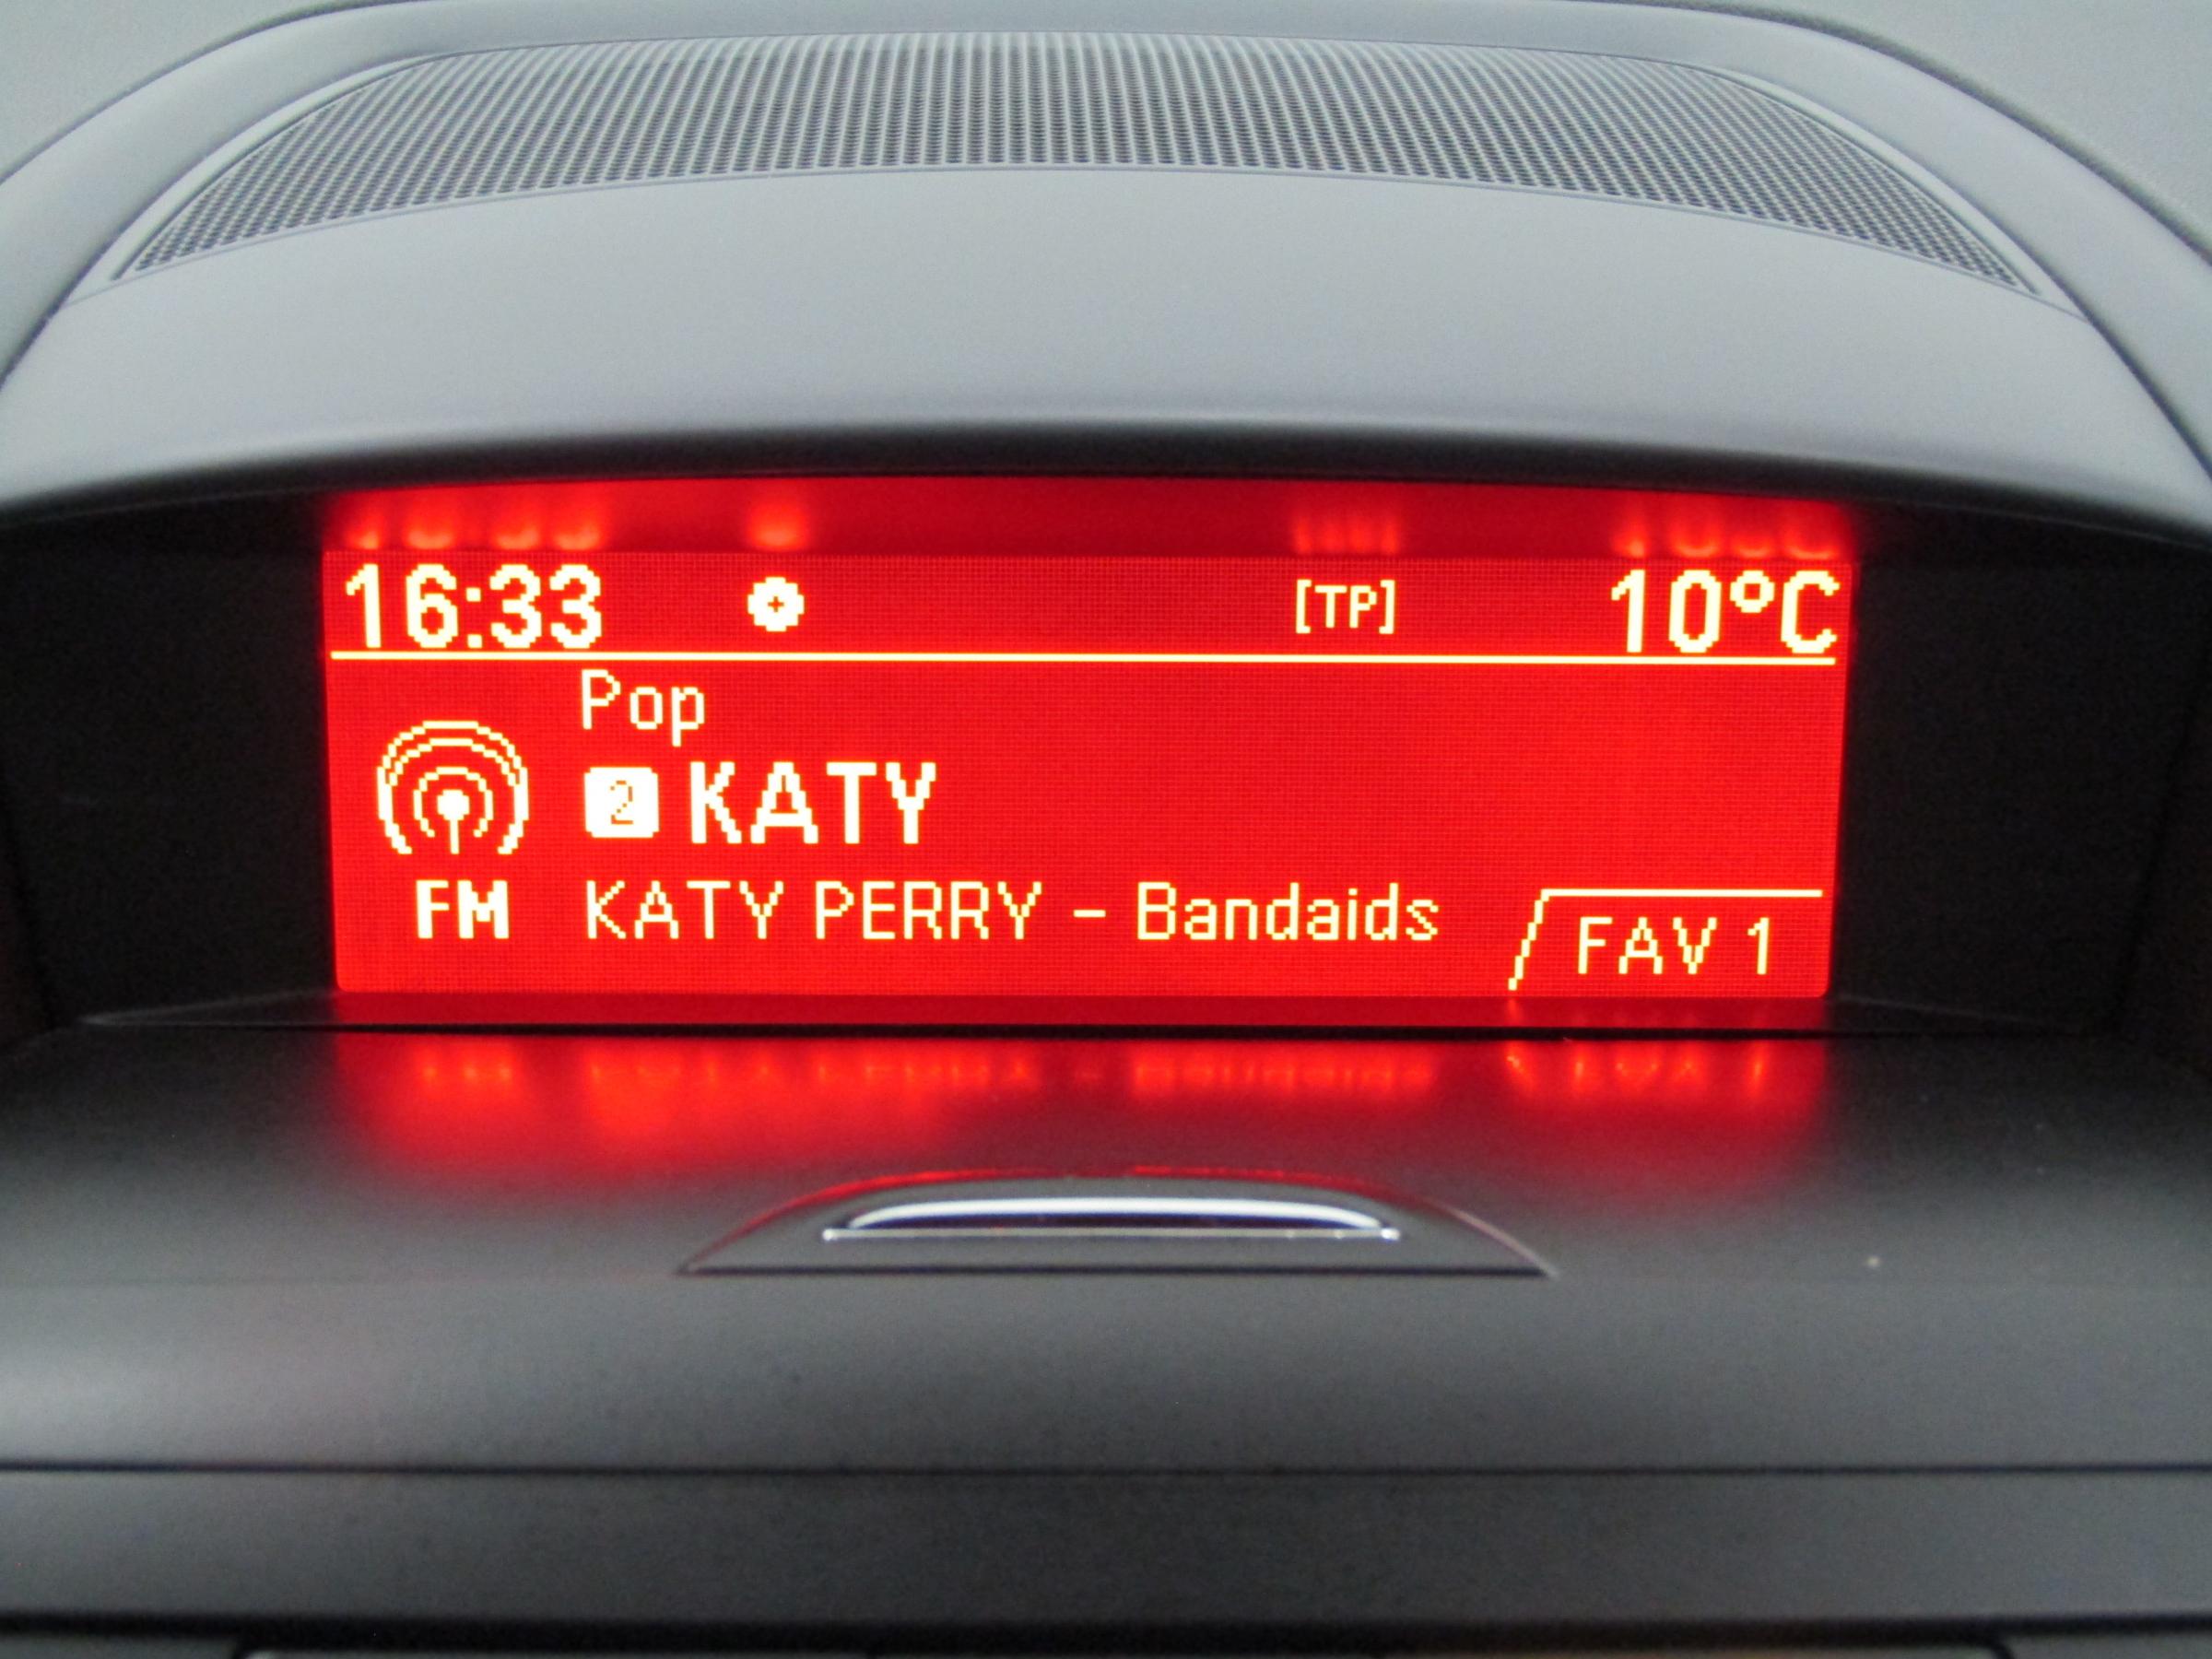 16:33 [TP] 10°C
Pop
2 KATY
FM KATY PERRY - Bandaids
FAV 1